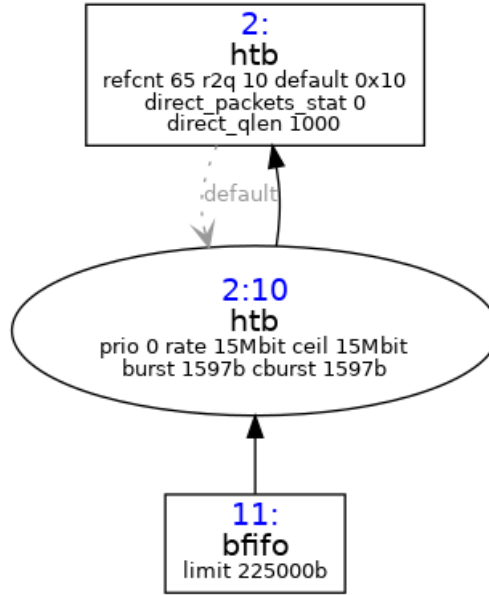 2:
htb
refcnt 65 r2q 10 default 0x10
direct_packets_stat 0
direct_qlen 1000
default
2:10
htb
prio 0 rate 15Mbit ceil 15Mbit
burst 1597b cburst 1597b
11:
bfifo
limit 225000b